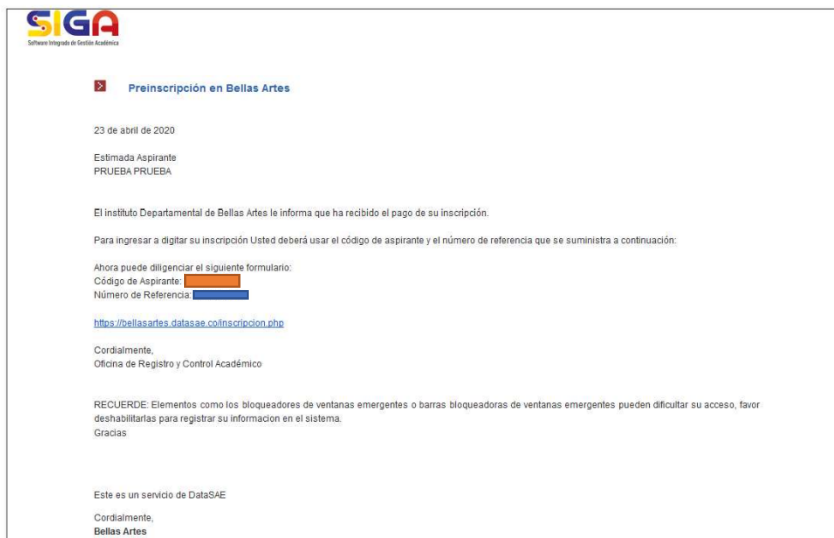 SIGA
Software Integrado de Gestión Académica
Preinscripción en Bellas Artes
23 de abril de 2020
Estimada Aspirante
PRUEBA PRUEBA
El instituto Departamental de Bellas Artes le informa que ha recibido el pago de su inscripción.
Para ingresar a digitar su inscripción Usted deberá usar el código de aspirante y el número de referencia que se suministra a continuación:
Ahora puede diligenciar el siguiente formulario:
Código de Aspirante:
Número de Referencia:
https://bellasartes.datasae.co/inscripcion.php
Cordialmente,
Oficina de Registro y Control Académico
RECUERDE: Elementos como los bloqueadores de ventanas emergentes o barras bloqueadoras de ventanas emergentes pueden dificultar su acceso, favor
deshabilitarlas para registrar su informacion en el sistema.
Gracias
Este es un servicio de DataSAE
Cordialmente,
Bellas Artes